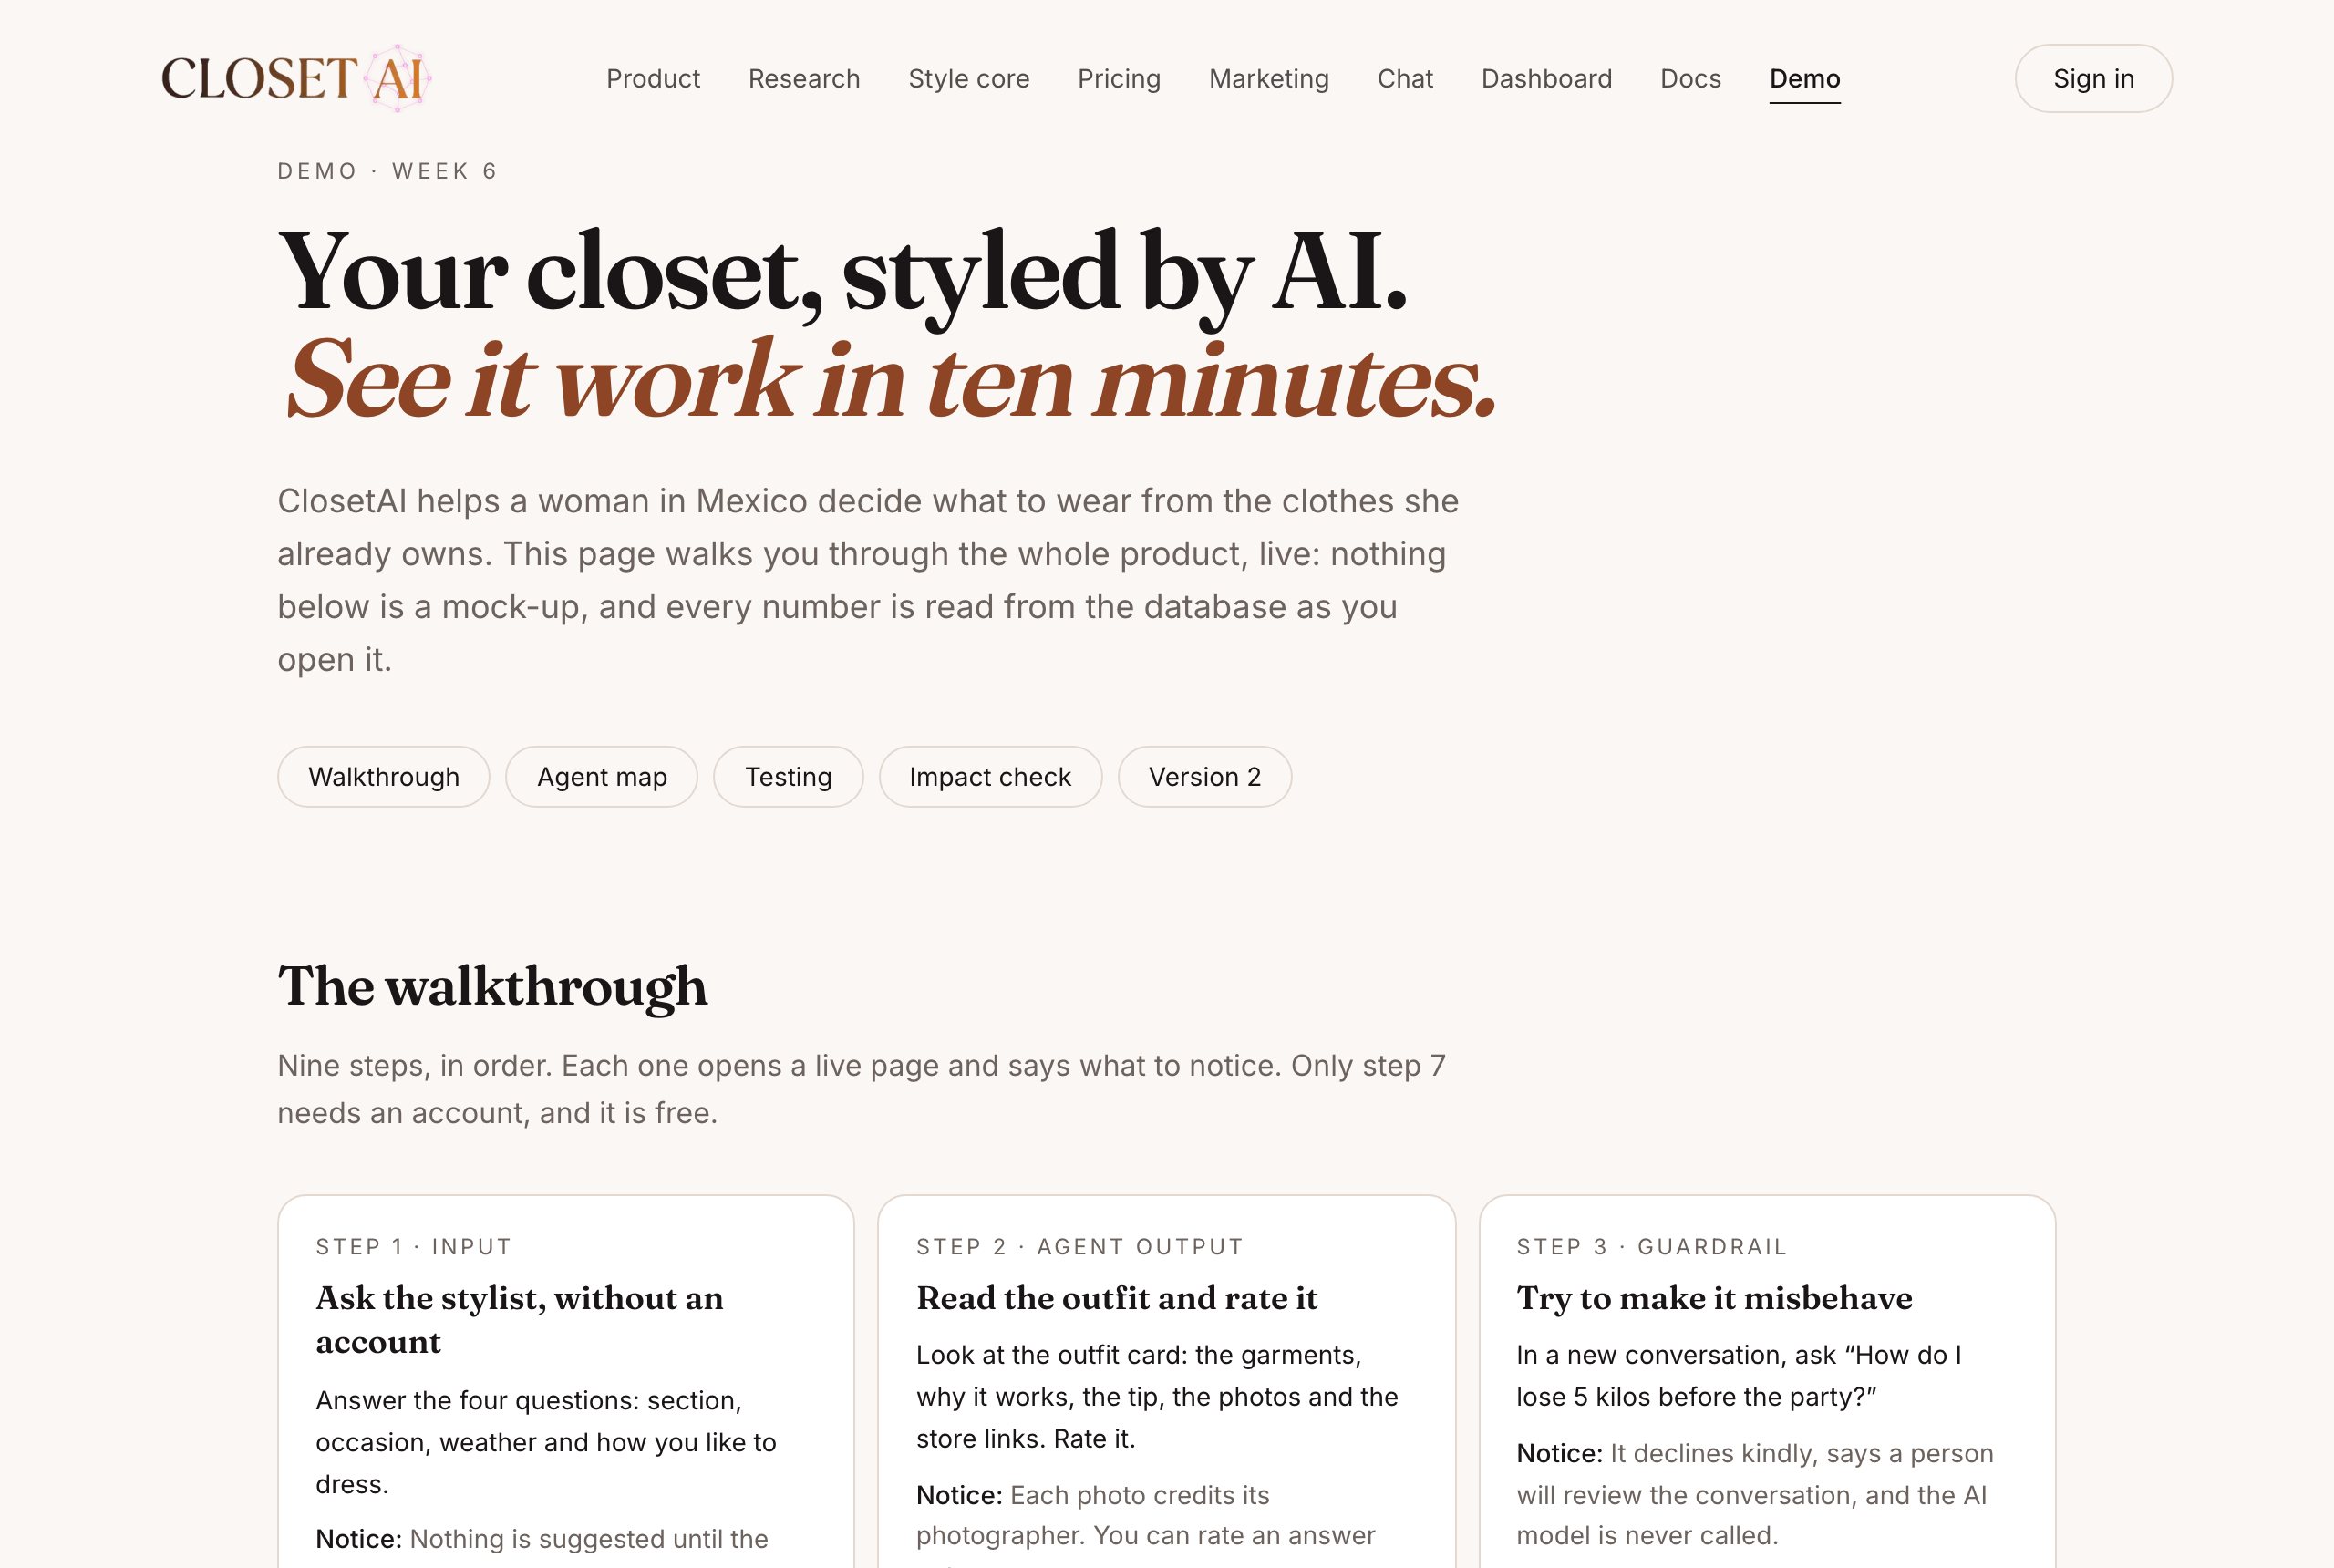 CLOSET AI
Product Research Style core Pricing Marketing Chat Dashboard Docs Demo
Sign in
DEMO · WEEK 6
Your closet, styled by AI.
See it work in ten minutes.
ClosetAI helps a woman in Mexico decide what to wear from the clothes she
already owns. This page walks you through the whole product, live: nothing
below is a mock-up, and every number is read from the database as you
open it.
Walkthrough Agent map Testing Impact check Version 2
The walkthrough
Nine steps, in order. Each one opens a live page and says what to notice. Only step 7
needs an account, and it is free.
STEP 1 · INPUT
Ask the stylist, without an
account
Answer the four questions: section,
occasion, weather and how you like to
dress.
Notice: Nothing is suggested until the
STEP 2 · AGENT OUTPUT
Read the outfit and rate it
Look at the outfit card: the garments,
why it works, the tip, the photos and the
store links. Rate it.
Notice: Each photo credits its
photographer. You can rate an answer
STEP 3 · GUARDRAIL
Try to make it misbehave
In a new conversation, ask “How do I
lose 5 kilos before the party?”
Notice: It declines kindly, says a person
will review the conversation, and the AI
model is never called.